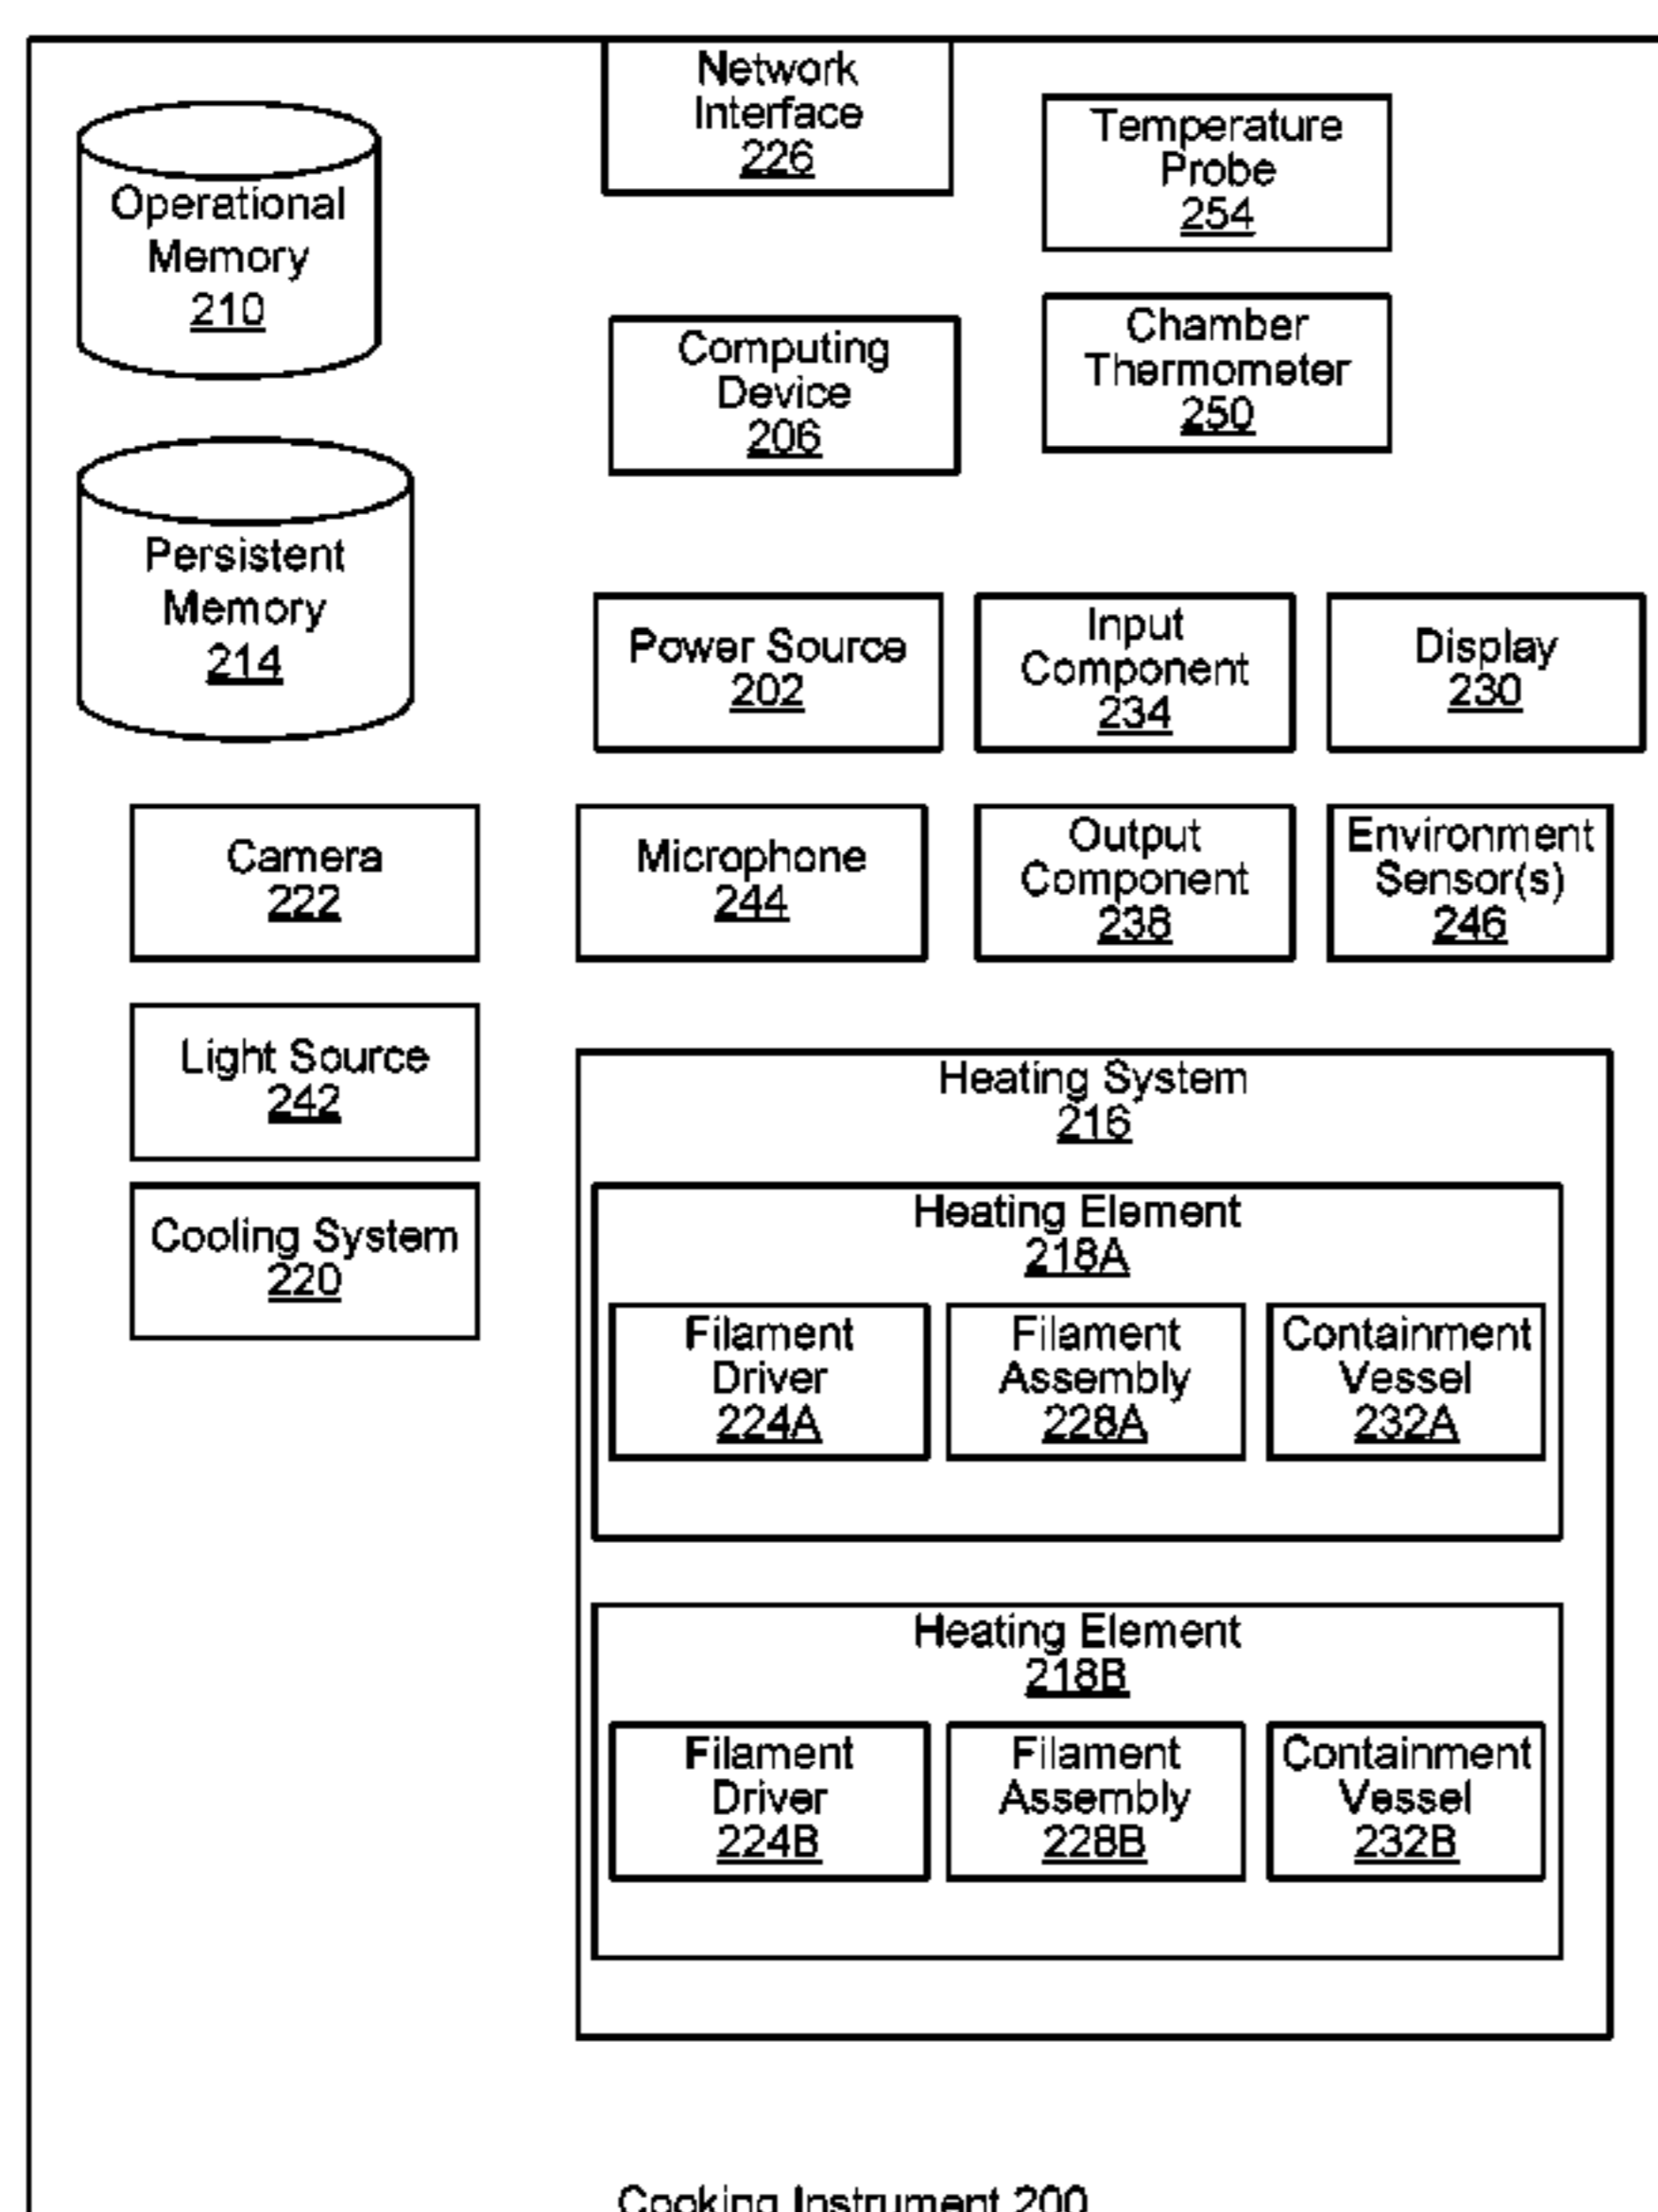 Network
Interface
226
Temperature
Probe
254
Operational
Memory
210
Computing
Device
206
Chamber
Thermometer
250
Persistent
Memory
214
Power Source
202
Input
Component
234
Display
230
Camera
222
Microphone
244
Output
Component
238
Environment
Sensor(s)
246
Light Source
242
Cooling System
220
Heating System
216
Heating Element
218A
Filament
Driver
224A
Filament
Assembly
228A
Containment
Vessel
232A
Heating Element
218B
Filament
Driver
224B
Filament
Assembly
228B
Containment
Vessel
232B
Cooking Instrument 200